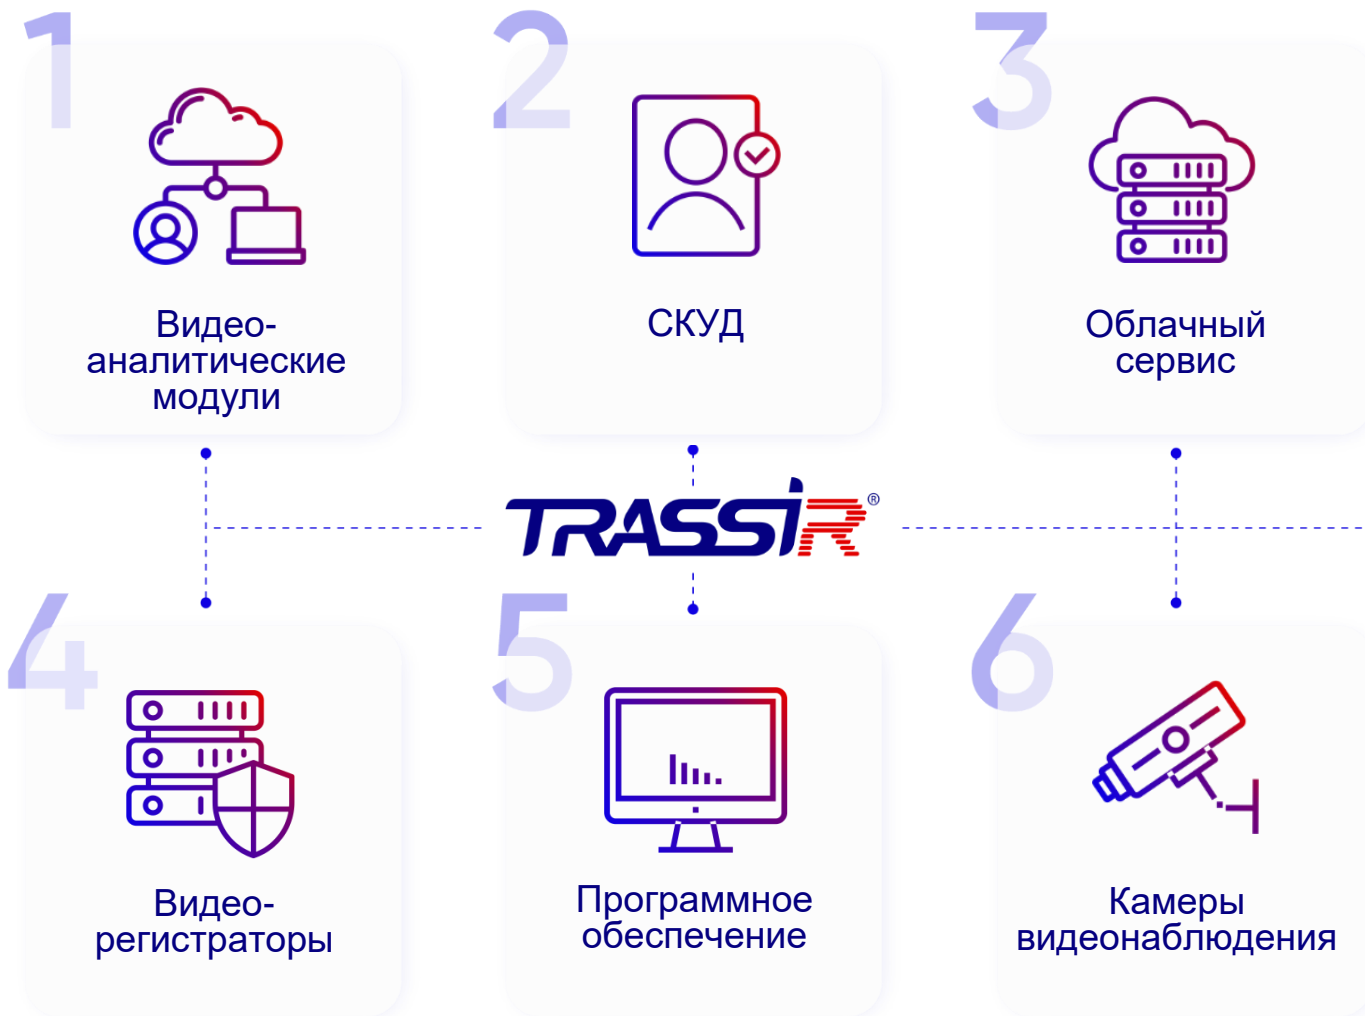 1
Видео-
аналитические
модули
2
СКУД
3
Облачный
сервис
TRASSIR®
4
Видео-
регистраторы
5
Программное
обеспечение
6
Камеры
видеонаблюдения